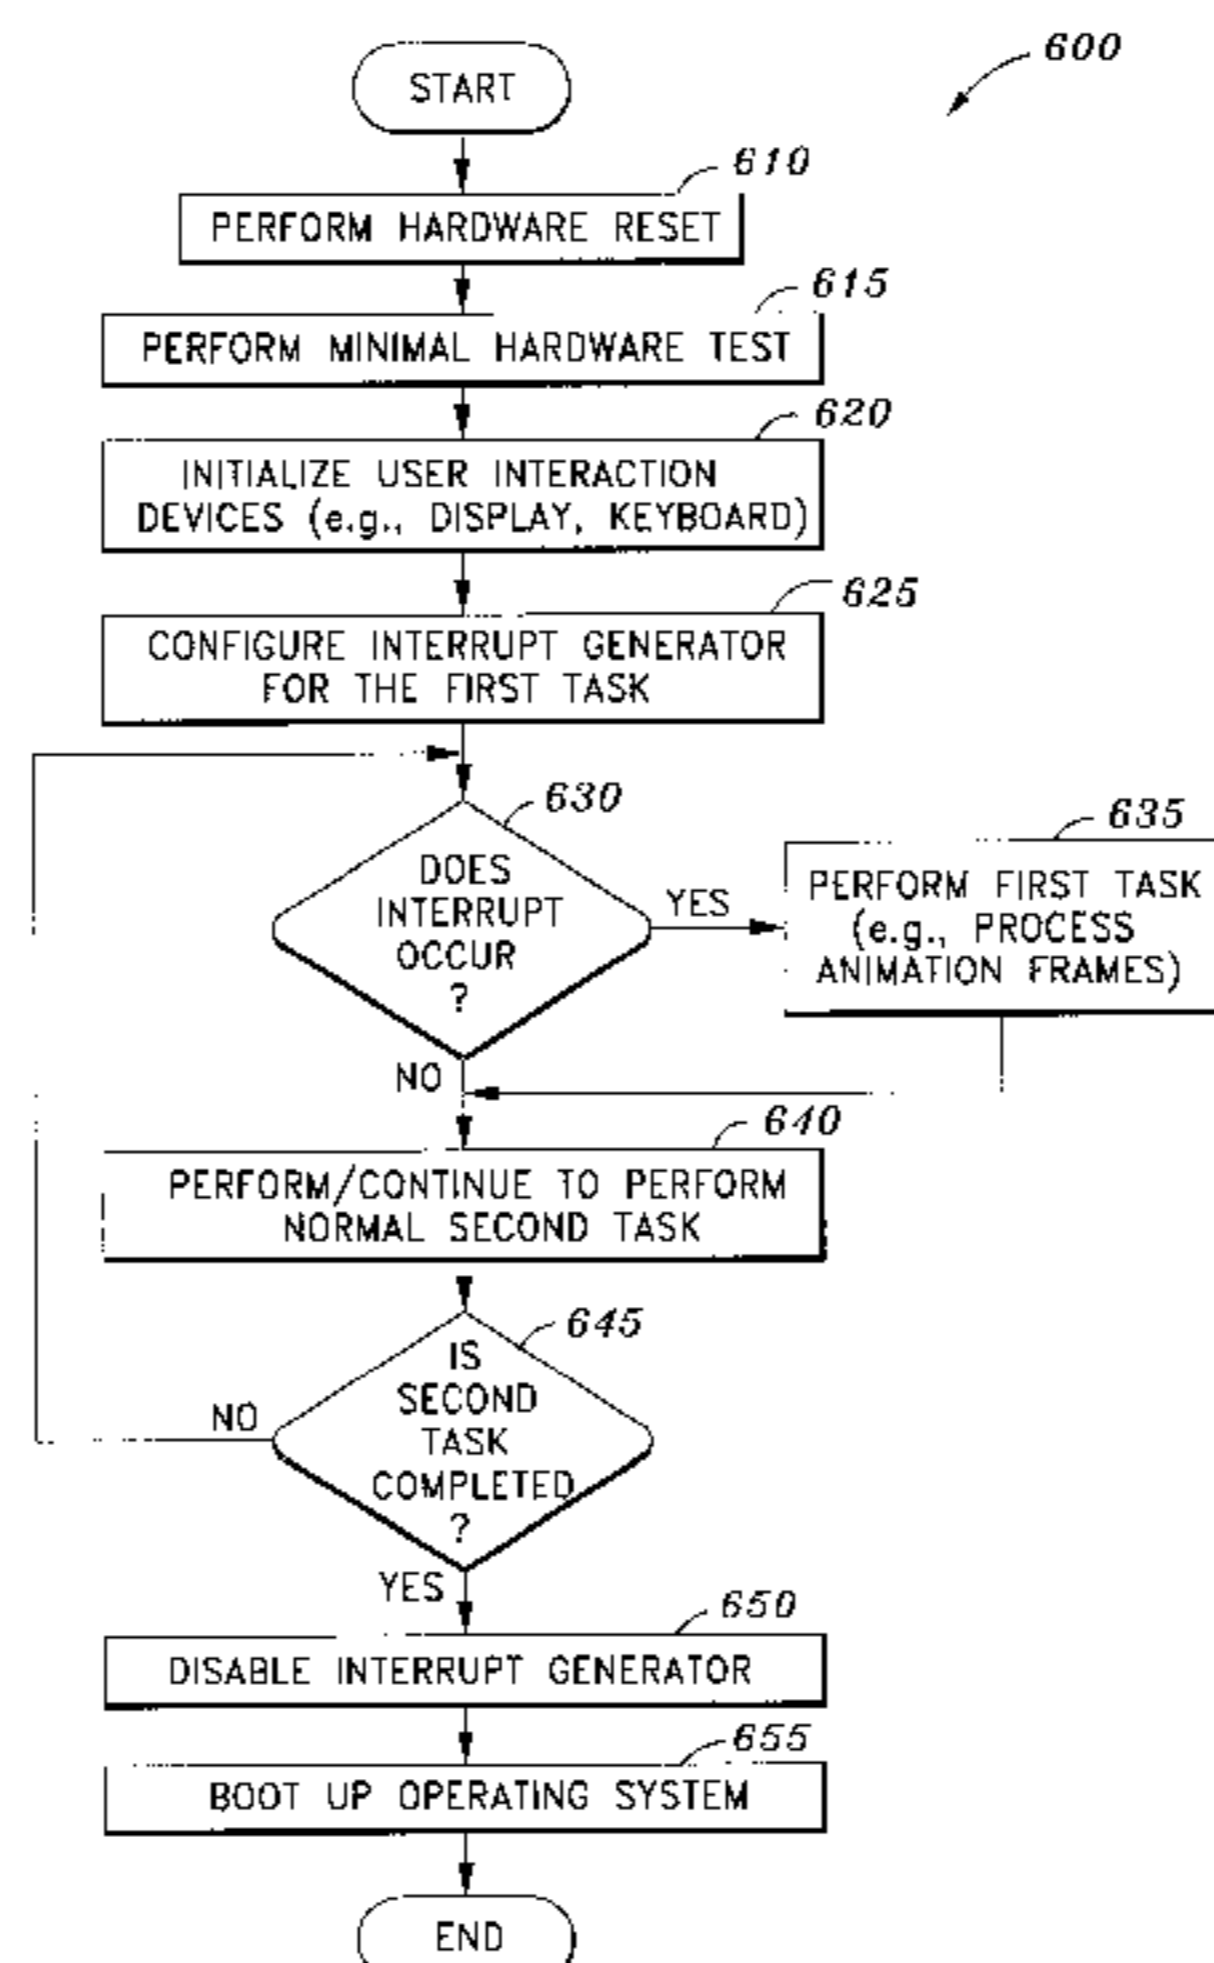 600
START
610
PERFORM HARDWARE RESET
615
PERFORM MINIMAL HARDWARE TEST
620
INITIALIZE USER INTERACTION
DEVICES (e.g., DISPLAY, KEYBOARD)
625
CONFIGURE INTERRUPT GENERATOR
FOR THE FIRST TASK
630
DOES
INTERRUPT
OCCUR
?
YES
635
PERFORM FIRST TASK
(e.g., PROCESS
ANIMATION FRAMES)
NO
640
PERFORM/CONTINUE TO PERFORM
NORMAL SECOND TASK
645
IS
SECOND
TASK
COMPLETED
?
NO
YES
650
DISABLE INTERRUPT GENERATOR
655
BOOT UP OPERATING SYSTEM
END